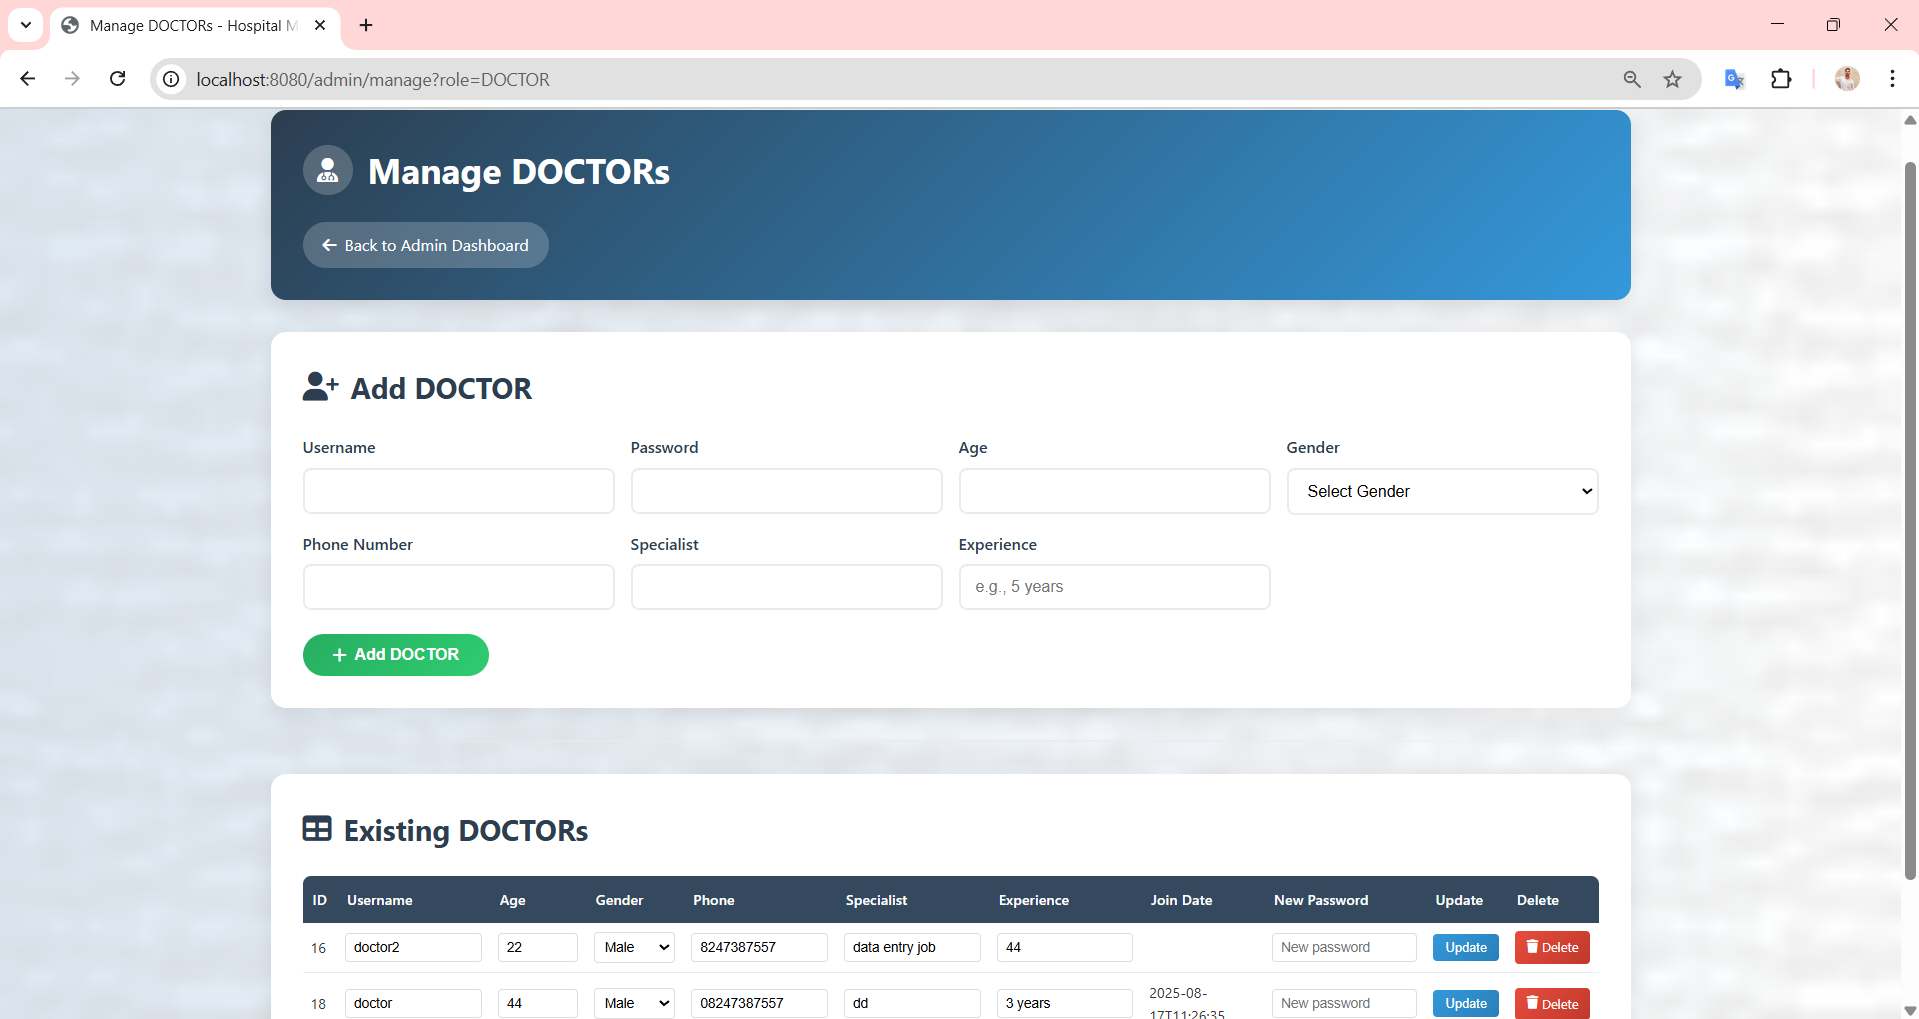 Manage DOCTORs - Hospital M
localhost:8080/admin/manage?role=DOCTOR
Manage DOCTORs
Back to Admin Dashboard
Add DOCTOR
Username Password Age Gender
Select Gender
Phone Number Specialist Experience
e.g., 5 years
+ Add DOCTOR
Existing DOCTORs
ID Username Age Gender Phone Specialist Experience Join Date New Password Update Delete
16 doctor2 22 Male 8247387557 data entry job 44 New password Update Delete
18 doctor 44 Male 08247387557 dd 3 years 2025-08-17T11:26:35 New password Update Delete